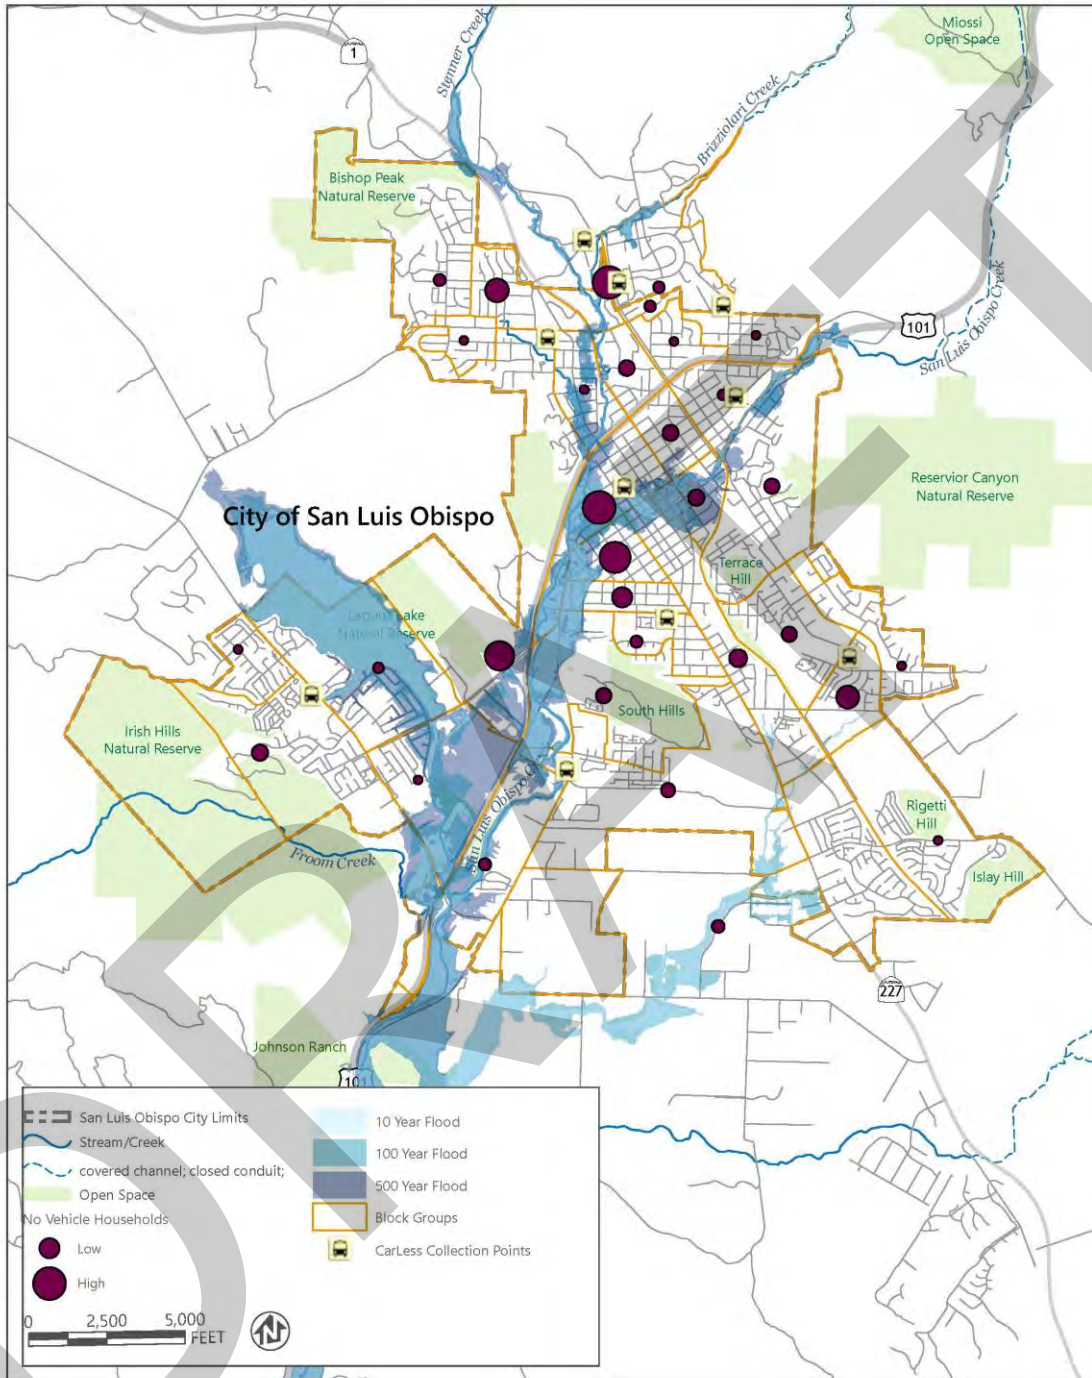 Miossi
Open Space
1
Stenner Creek
Brizziolari Creek
Bishop Peak
Natural Reserve
101
San Luis Obispo Creek
Reservior Canyon
Natural Reserve
City of San Luis Obispo
Terrace
Hill
Laguna Lake
Natural Reserve
South Hills
Irish Hills
Natural Reserve
San Luis Obispo
Rigetti
Hill
Froom Creek
Islay Hill
227
Johnson Ranch
101
San Luis Obispo City Limits
Stream/Creek
covered channel; closed conduit;
Open Space
No Vehicle Households
Low
High
0 2,500 5,000
FEET
N
10 Year Flood
100 Year Flood
500 Year Flood
Block Groups
CarLess Collection Points
DRAFT